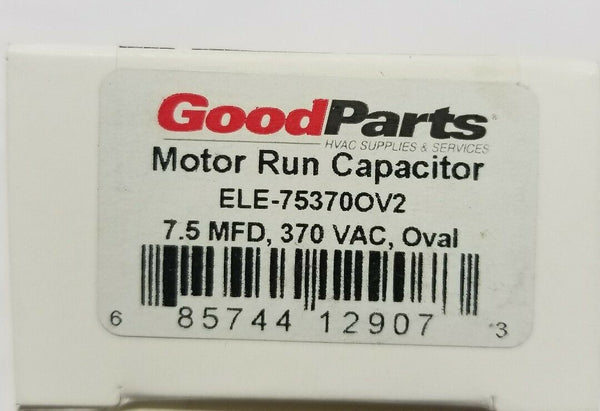 GoodParts
HVAC SUPPLIES & SERVICES
Motor Run Capacitor
ELE-75370OV2
7.5 MFD, 370 VAC, Oval
6 85744 12907 3